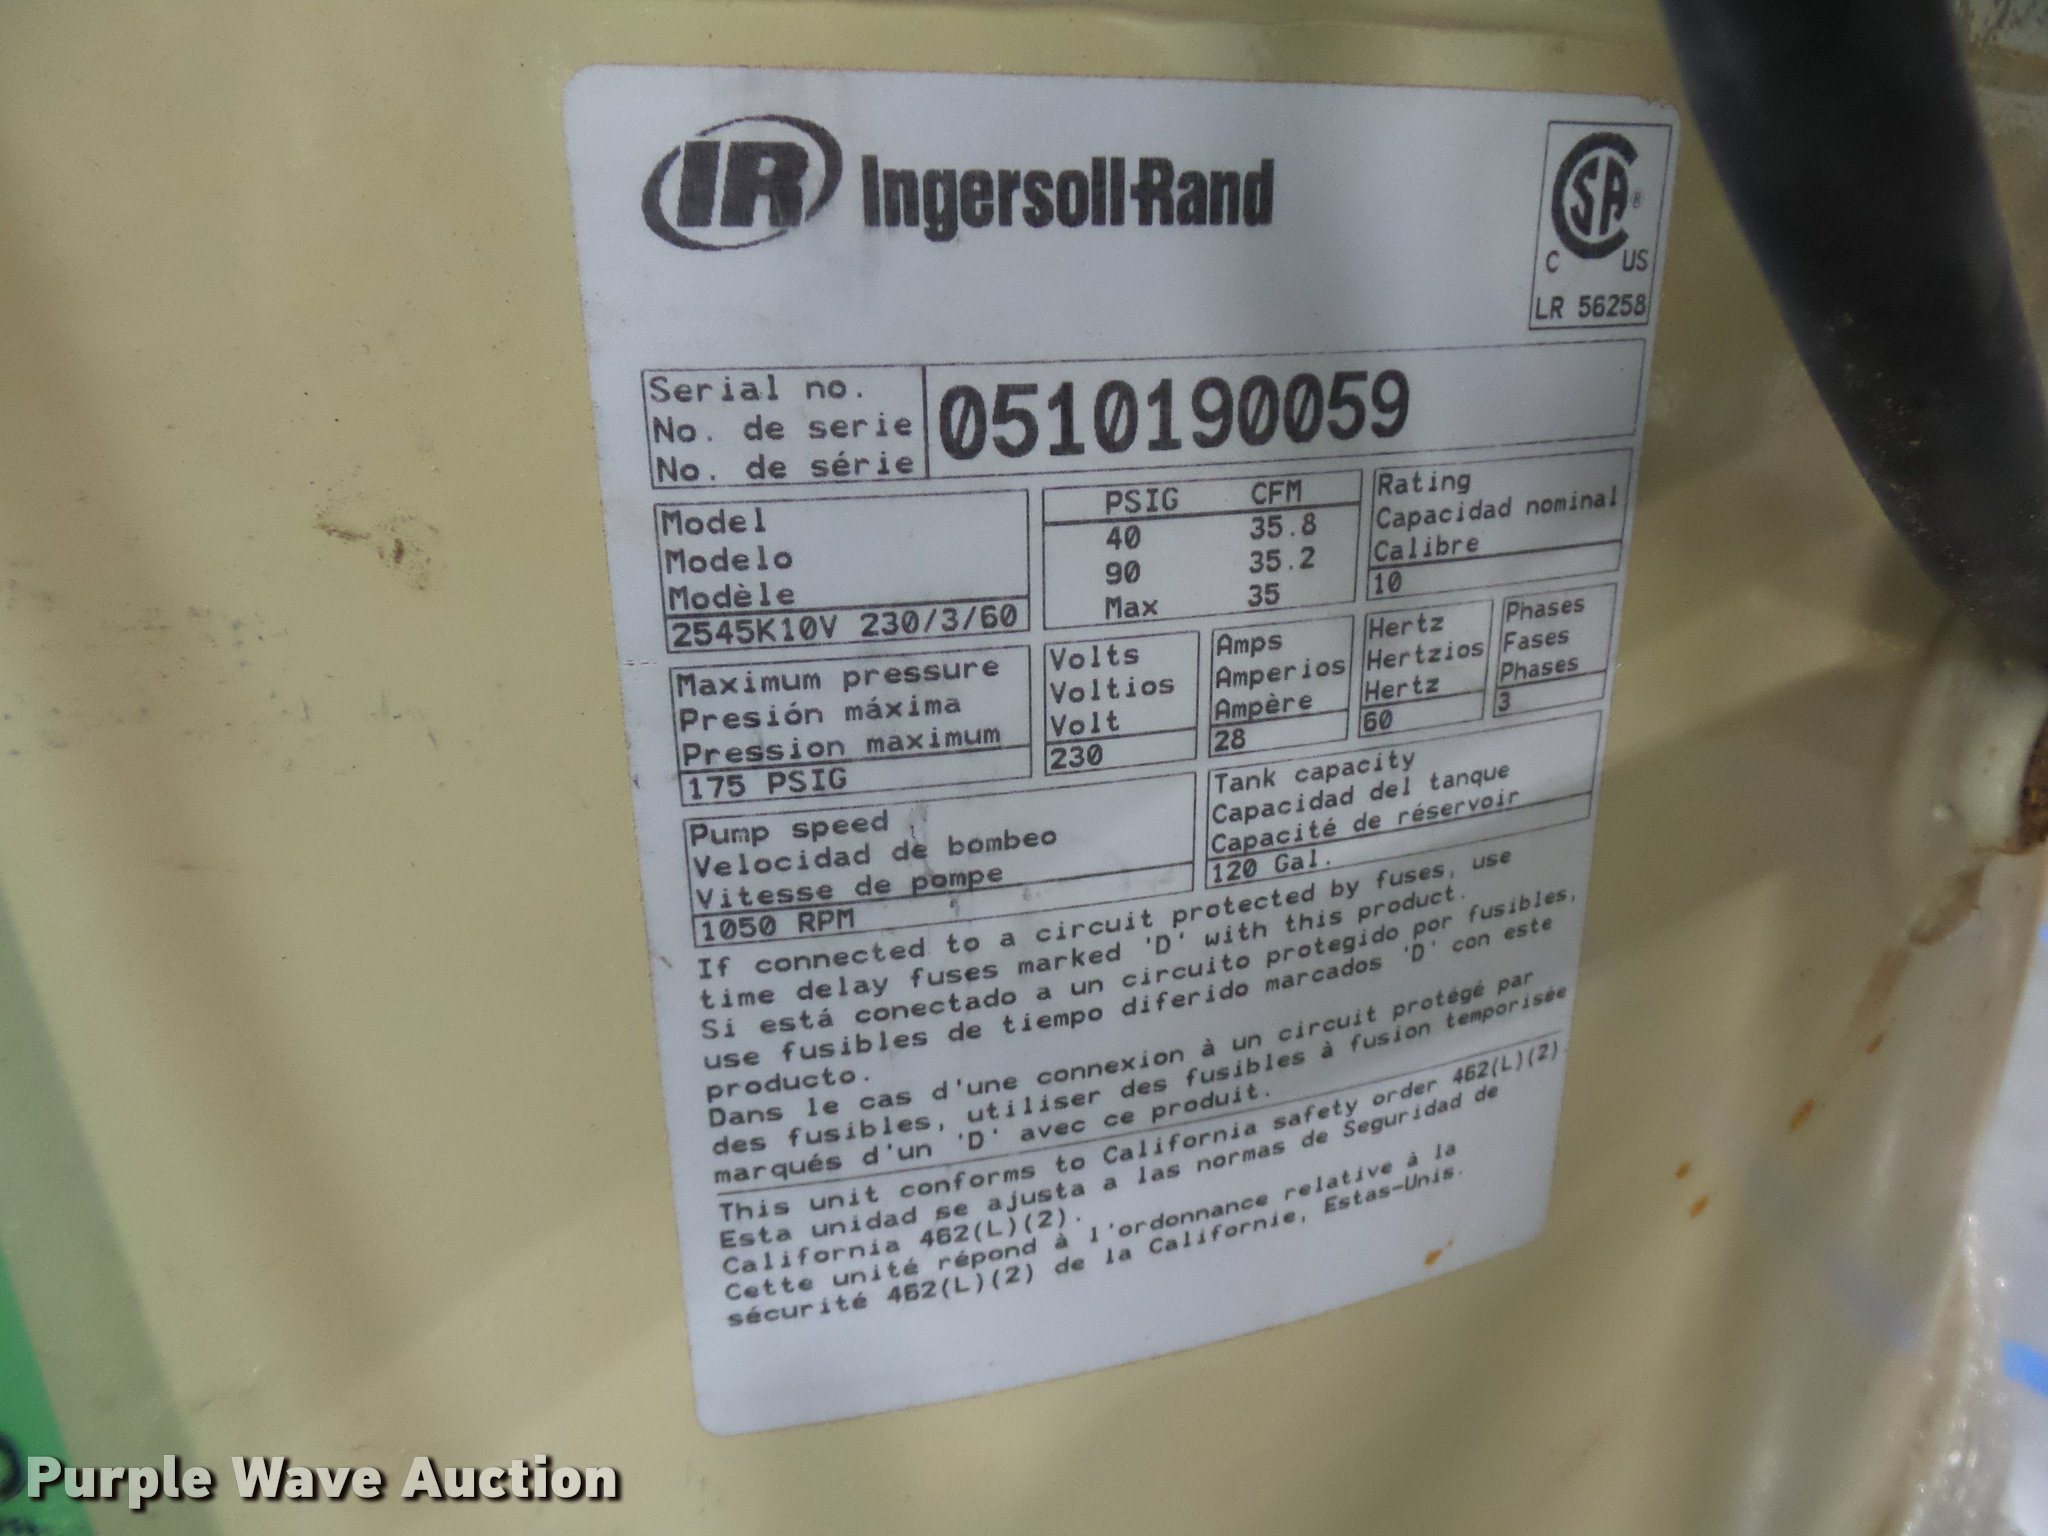 IR Ingersoll-Rand
CSA®
C US
LR 56258
Serial no.
No. de serie
No. de série
0510190059
Model
Modelo
Modèle
2545K10V 230/3/60
PSIG CFM
40 35.8
90 35.2
Max 35
Rating
Capacidad nominal
Calibre
10
Maximum pressure
Presión máxima
Pression maximum
175 PSIG
Volts
Voltios
Volt
230
Amps
Amperios
Ampère
28
Hertz
Hertzios
Hertz
60
Phases
Fases
Phases
3
Pump speed
Velocidad de bombeo
Vitesse de pompe
1050 RPM
Tank capacity
Capacidad del tanque
Capacité de réservoir
120 Gal.
If connected to a circuit protected by fuses, use
time delay fuses marked 'D' with this product.
Si está conectado a un circuito protegido por fusibles,
use fusibles de tiempo diferido marcados 'D' con este
producto.
Dans le cas d'une connexion à un circuit protégé par
des fusibles, utiliser des fusibles à fusion temporisée
marqués d'un 'D' avec ce produit.
This unit conforms to California safety order 462(L)(2).
Esta unidad se ajusta a las normas de Seguridad de
California 462(L)(2).
Cette unité répond à l'ordonnance relative à la
sécurité 462(L)(2) de la Californie, Estas-Unis.
Purple Wave Auction